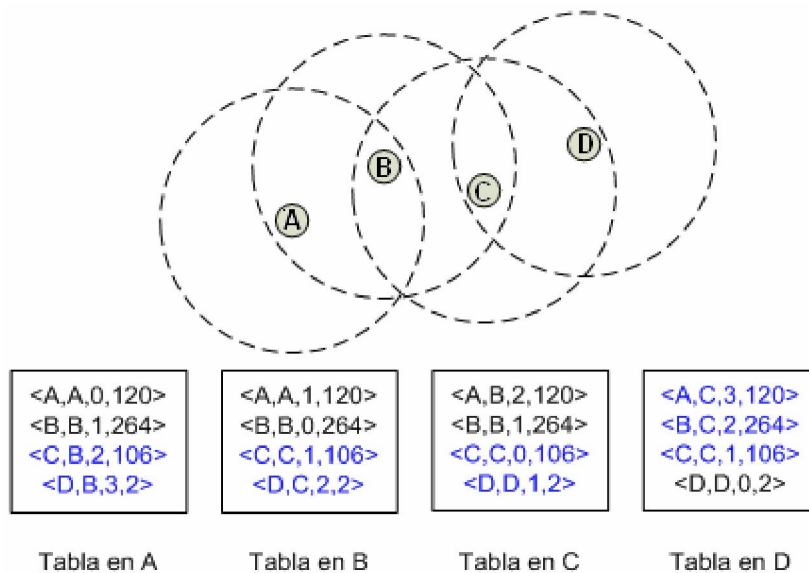 A
B
C
D
<A,A,0,120>
<B,B,1,264>
<C,B,2,106>
<D,B,3,2>
Tabla en A
<A,A,1,120>
<B,B,0,264>
<C,C,1,106>
<D,C,2,2>
Tabla en B
<A,B,2,120>
<B,B,1,264>
<C,C,0,106>
<D,D,1,2>
Tabla en C
<A,C,3,120>
<B,C,2,264>
<C,C,1,106>
<D,D,0,2>
Tabla en D